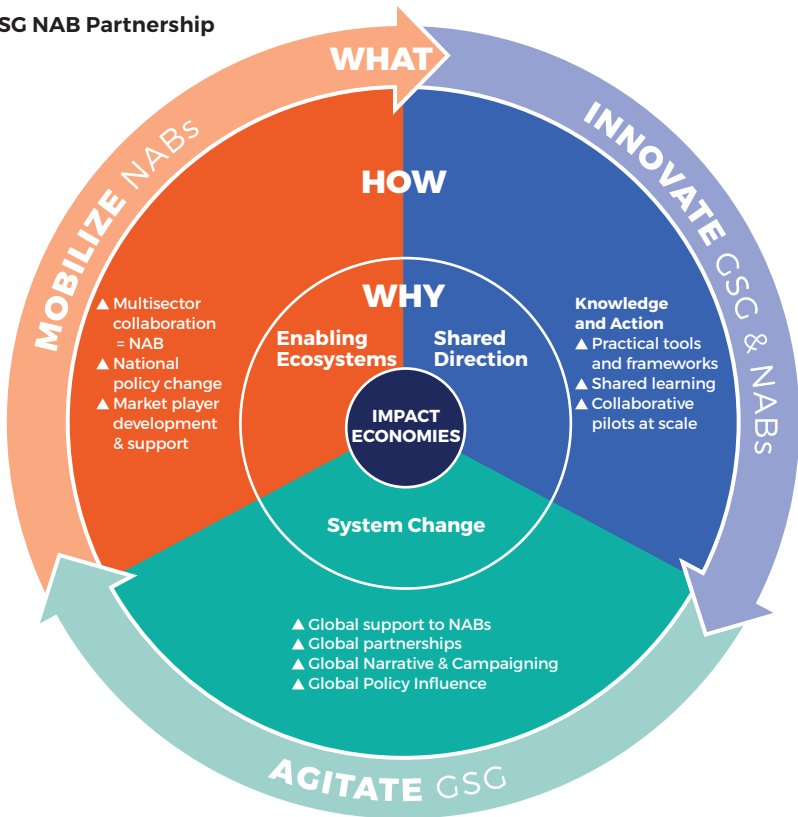 SG NAB Partnership
WHAT
HOW
WHY
MOBILIZE NABs
▲ Multisector
collaboration
= NAB
▲ National
policy change
▲ Market player
development
& support
Enabling
Ecosystems
Shared
Direction
IMPACT
ECONOMIES
System Change
INNOVATE GSG & NABs
Knowledge
and Action
▲ Practical tools
and frameworks
▲ Shared learning
▲ Collaborative
pilots at scale
▲ Global support to NABs
▲ Global partnerships
▲ Global Narrative & Campaigning
▲ Global Policy Influence
AGITATE GSG